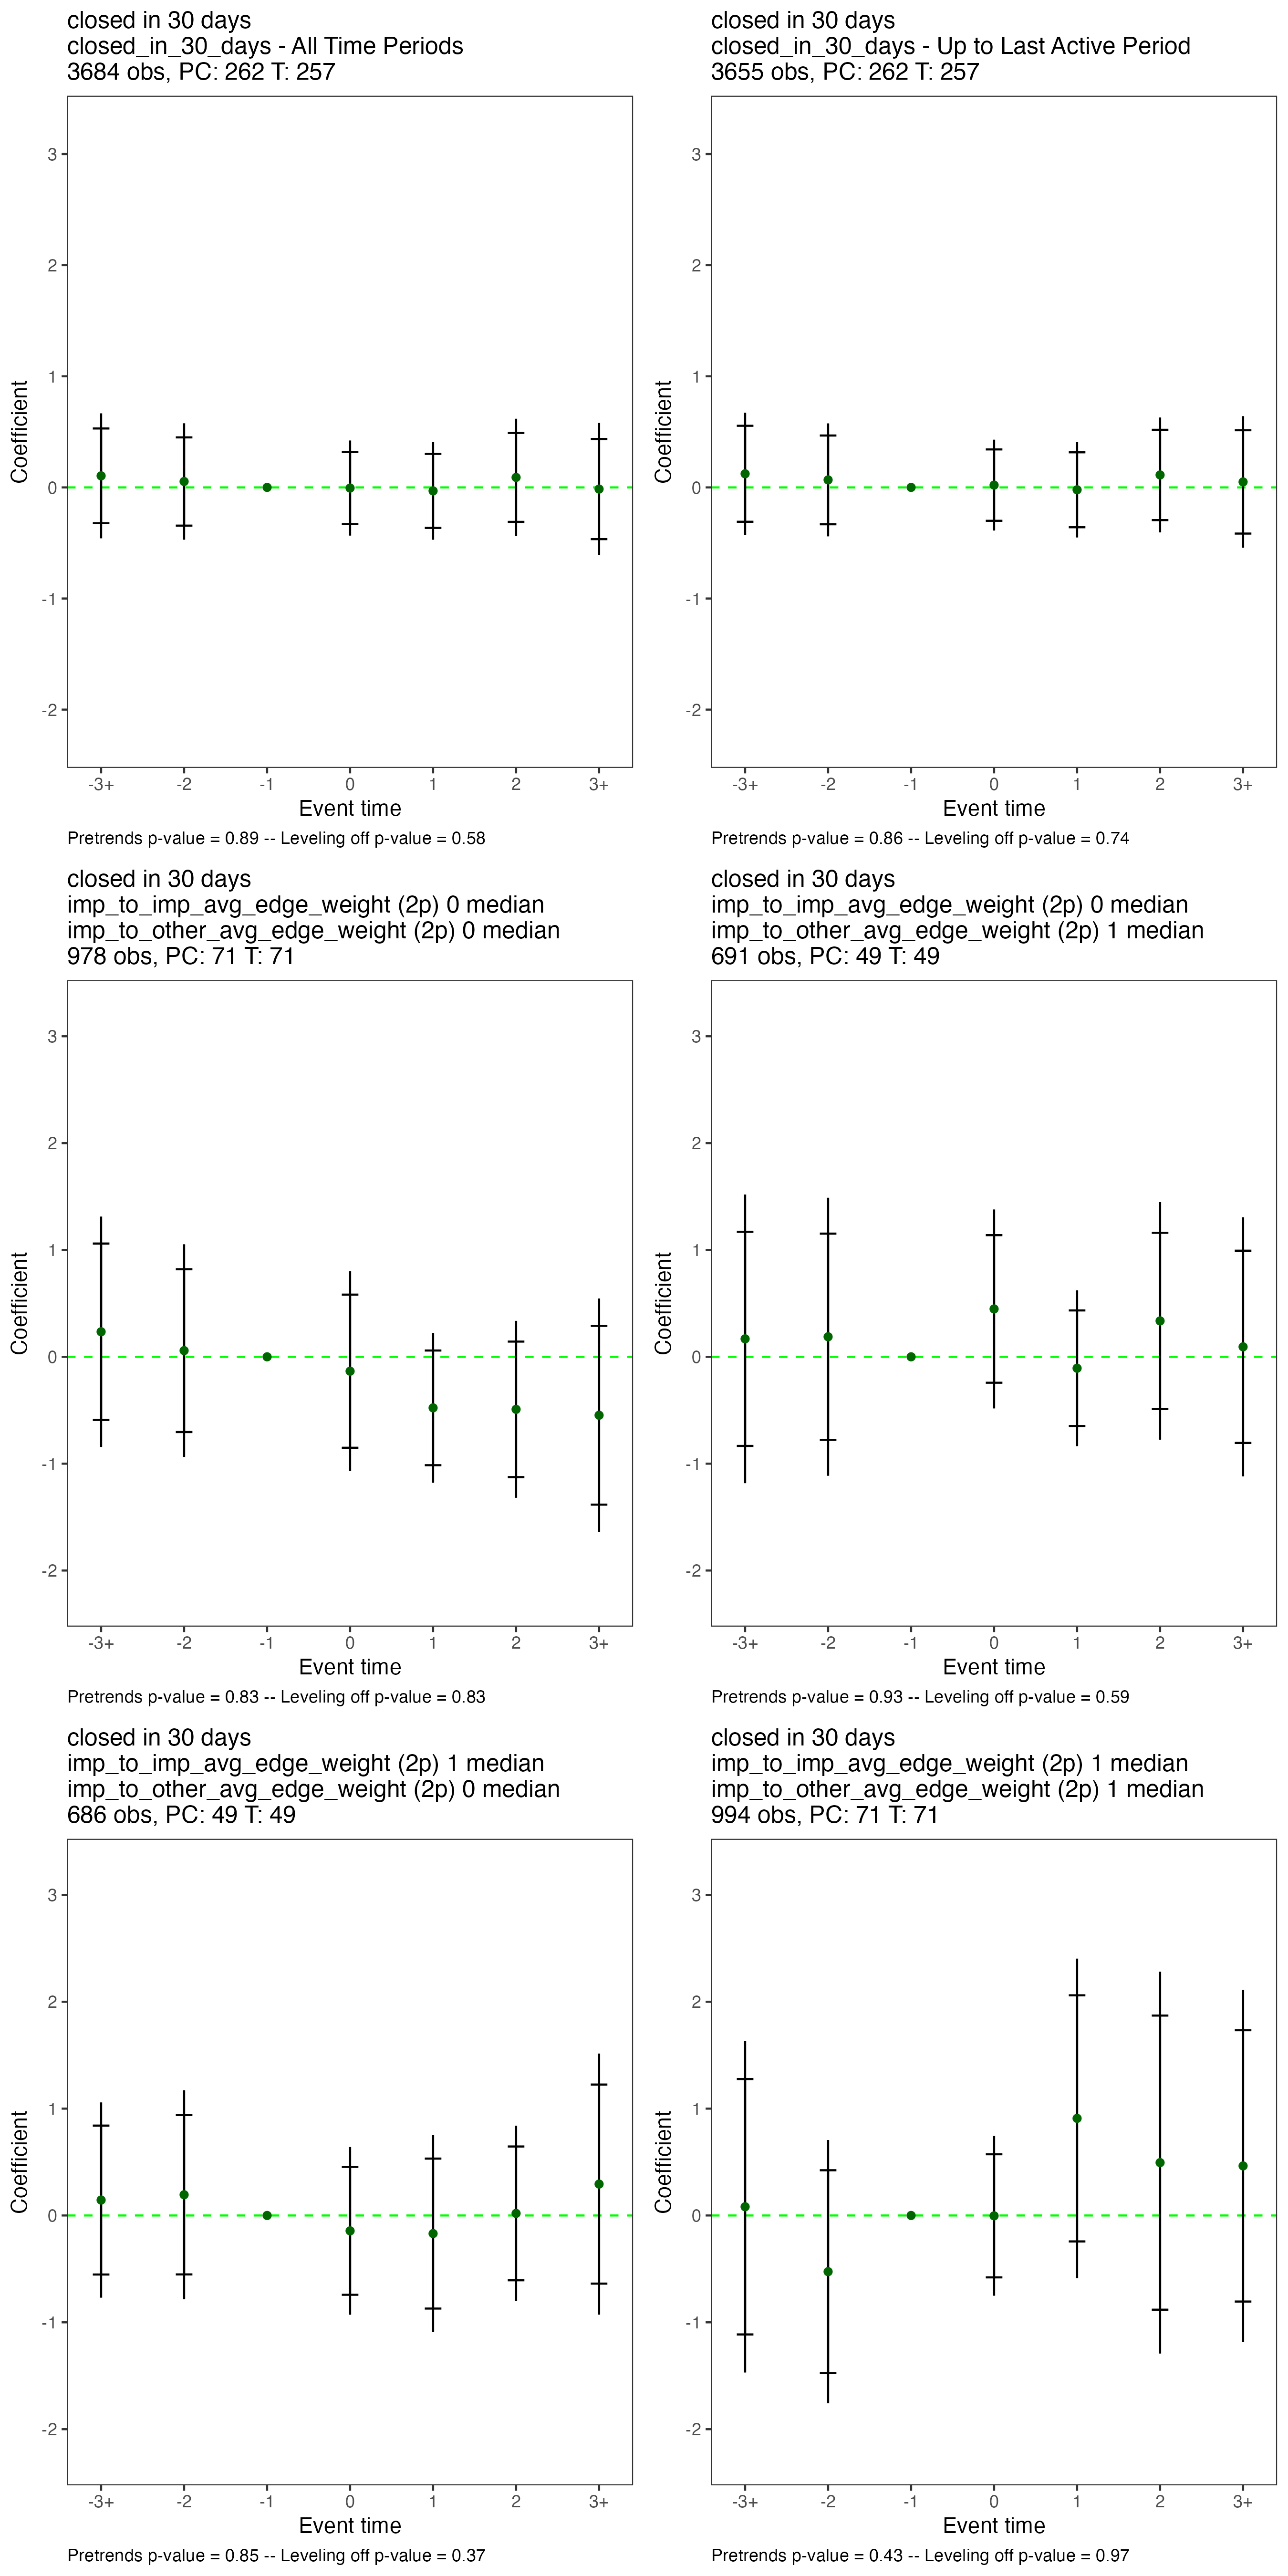 closed in 30 days
closed_in_30_days - All Time Periods
3684 obs, PC: 262 T: 257
3
2
1
0
-1
-2
Coefficient
-3+ -2 -1 0 1 2 3+
Event time
Pretrends p-value = 0.89 -- Leveling off p-value = 0.58
closed in 30 days
closed_in_30_days - Up to Last Active Period
3655 obs, PC: 262 T: 257
3
2
1
0
-1
-2
Coefficient
-3+ -2 -1 0 1 2 3+
Event time
Pretrends p-value = 0.86 -- Leveling off p-value = 0.74
closed in 30 days
imp_to_imp_avg_edge_weight (2p) 0 median
imp_to_other_avg_edge_weight (2p) 0 median
978 obs, PC: 71 T: 71
3
2
1
0
-1
-2
Coefficient
-3+ -2 -1 0 1 2 3+
Event time
Pretrends p-value = 0.83 -- Leveling off p-value = 0.83
closed in 30 days
imp_to_imp_avg_edge_weight (2p) 0 median
imp_to_other_avg_edge_weight (2p) 1 median
691 obs, PC: 49 T: 49
3
2
1
0
-1
-2
Coefficient
-3+ -2 -1 0 1 2 3+
Event time
Pretrends p-value = 0.93 -- Leveling off p-value = 0.59
closed in 30 days
imp_to_imp_avg_edge_weight (2p) 1 median
imp_to_other_avg_edge_weight (2p) 0 median
686 obs, PC: 49 T: 49
3
2
1
0
-1
-2
Coefficient
-3+ -2 -1 0 1 2 3+
Event time
Pretrends p-value = 0.85 -- Leveling off p-value = 0.37
closed in 30 days
imp_to_imp_avg_edge_weight (2p) 1 median
imp_to_other_avg_edge_weight (2p) 1 median
994 obs, PC: 71 T: 71
3
2
1
0
-1
-2
Coefficient
-3+ -2 -1 0 1 2 3+
Event time
Pretrends p-value = 0.43 -- Leveling off p-value = 0.97